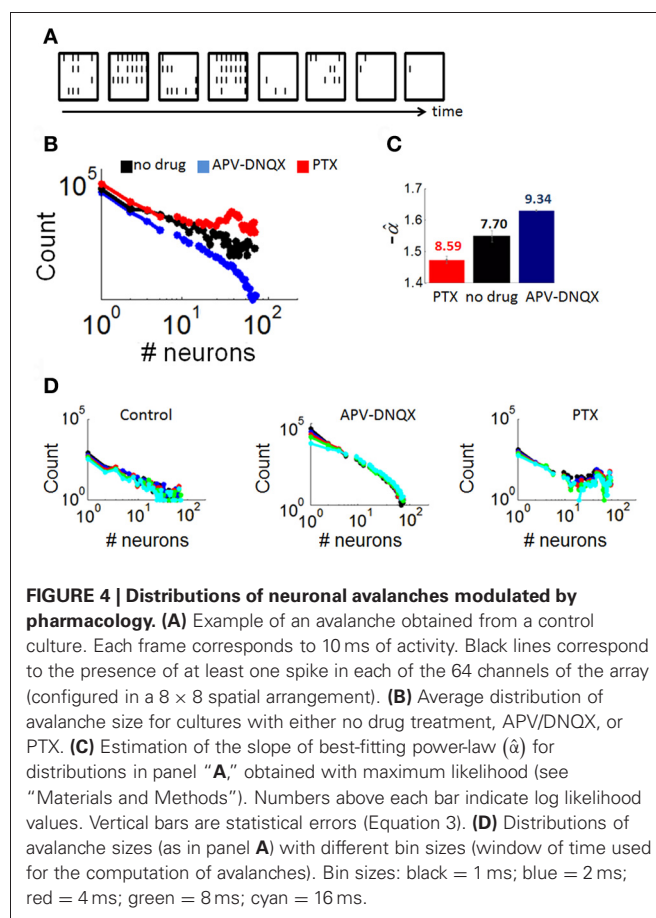 A
time
B
no drug APV-DNQX PTX
10^5
Count
10^0 10^1 10^2
# neurons
C
-α̂
1.7
1.6
1.5
1.4
8.59 7.70 9.34
PTX no drug APV-DNQX
D
Control
10^5
Count
10^0
10^0 10^1 10^2
# neurons
APV-DNQX
10^5
Count
10^0
10^0 10^1 10^2
# neurons
PTX
10^5
Count
10^0
10^0 10^1 10^2
# neurons
FIGURE 4 | Distributions of neuronal avalanches modulated by
pharmacology. (A) Example of an avalanche obtained from a control
culture. Each frame corresponds to 10 ms of activity. Black lines correspond
to the presence of at least one spike in each of the 64 channels of the array
(configured in a 8 × 8 spatial arrangement). (B) Average distribution of
avalanche size for cultures with either no drug treatment, APV/DNQX, or
PTX. (C) Estimation of the slope of best-fitting power-law (α̂) for
distributions in panel “A,” obtained with maximum likelihood (see
“Materials and Methods”). Numbers above each bar indicate log likelihood
values. Vertical bars are statistical errors (Equation 3). (D) Distributions of
avalanche sizes (as in panel A) with different bin sizes (window of time used
for the computation of avalanches). Bin sizes: black = 1 ms; blue = 2 ms;
red = 4 ms; green = 8 ms; cyan = 16 ms.